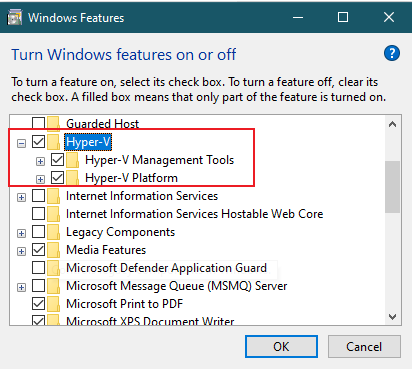 Windows Features
Turn Windows features on or off
To turn a feature on, select its check box. To turn a feature off, clear its
check box. A filled box means that only part of the feature is turned on.
Guarded Host
Hyper-V
Hyper-V Management Tools
Hyper-V Platform
Internet Information Services
Internet Information Services Hostable Web Core
Legacy Components
Media Features
Microsoft Defender Application Guard
Microsoft Message Queue (MSMQ) Server
Microsoft Print to PDF
Microsoft XPS Document Writer
OK
Cancel